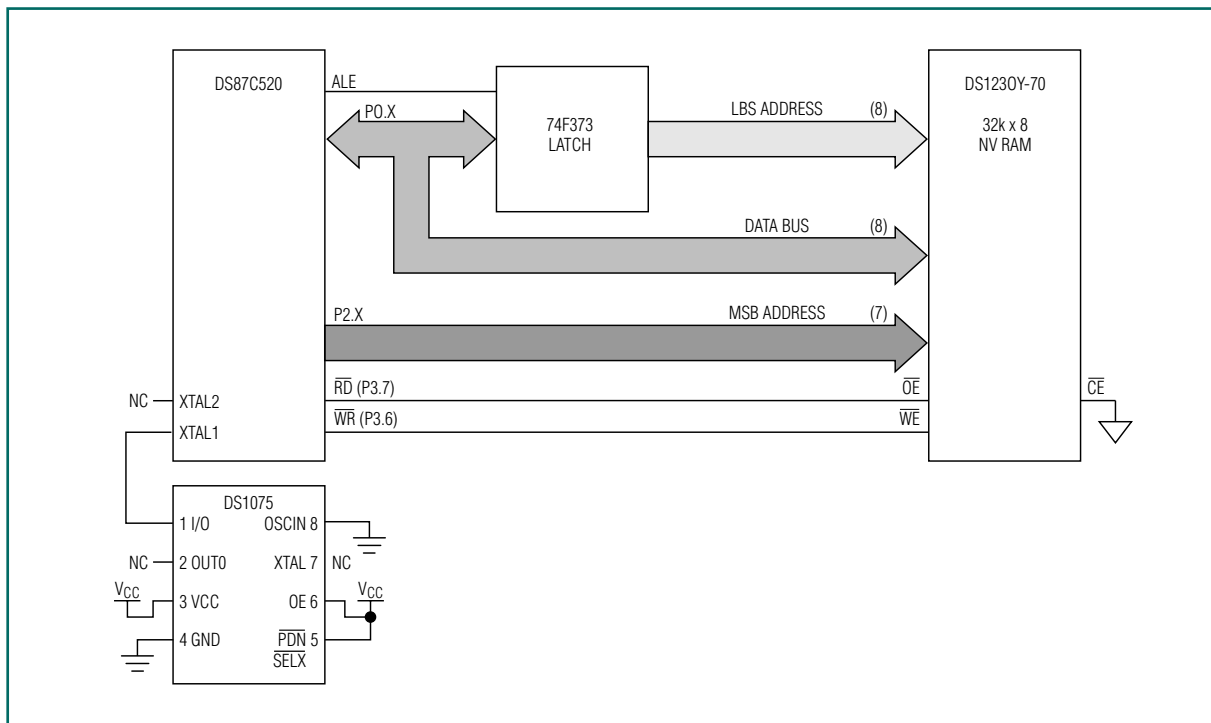 DS87C520
ALE
P0.X
74F373
LATCH
LBS ADDRESS (8)
DS123OY-70
32k x 8
NV RAM
DATA BUS (8)
P2.X
MSB ADDRESS (7)
NC
XTAL2
XTAL1
RD (P3.7)
WR (P3.6)
OE
WE
CE
DS1075
1 I/O
OSCIN 8
NC
2 OUT0
XTAL 7
NC
VCC
3 VCC
OE 6
VCC
4 GND
PDN 5
SELX